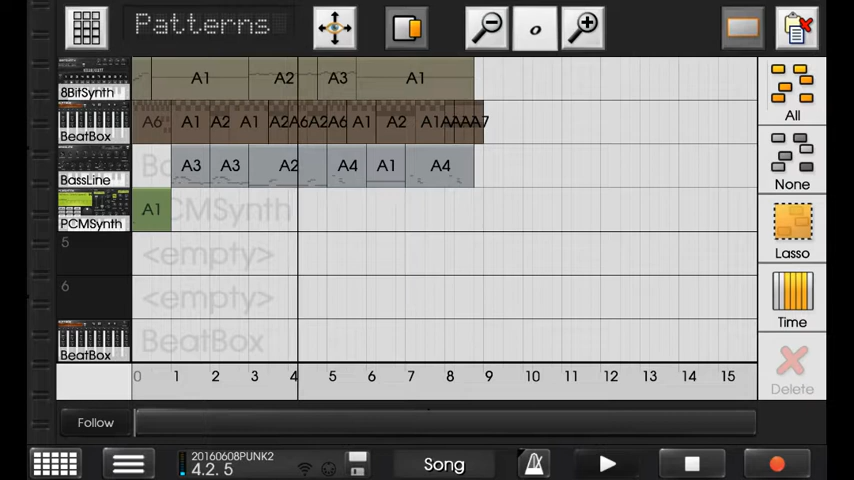 Patterns
All
None
Lasso
Time
Delete
8BitSynth A1 A2 A3 A1
BeatBox A6 A1 A2 A1 A2 A6 A2 A6 A1 A2 A1 A7
BassLine A3 A3 A2 A4 A1 A4
PCMSynth A1 PCMSynth
5 <empty>
6 <empty>
BeatBox BeatBox
0 1 2 3 4 5 6 7 8 9 10 11 12 13 14 15
Follow
20160608PUNK2
4.2. 5
Song